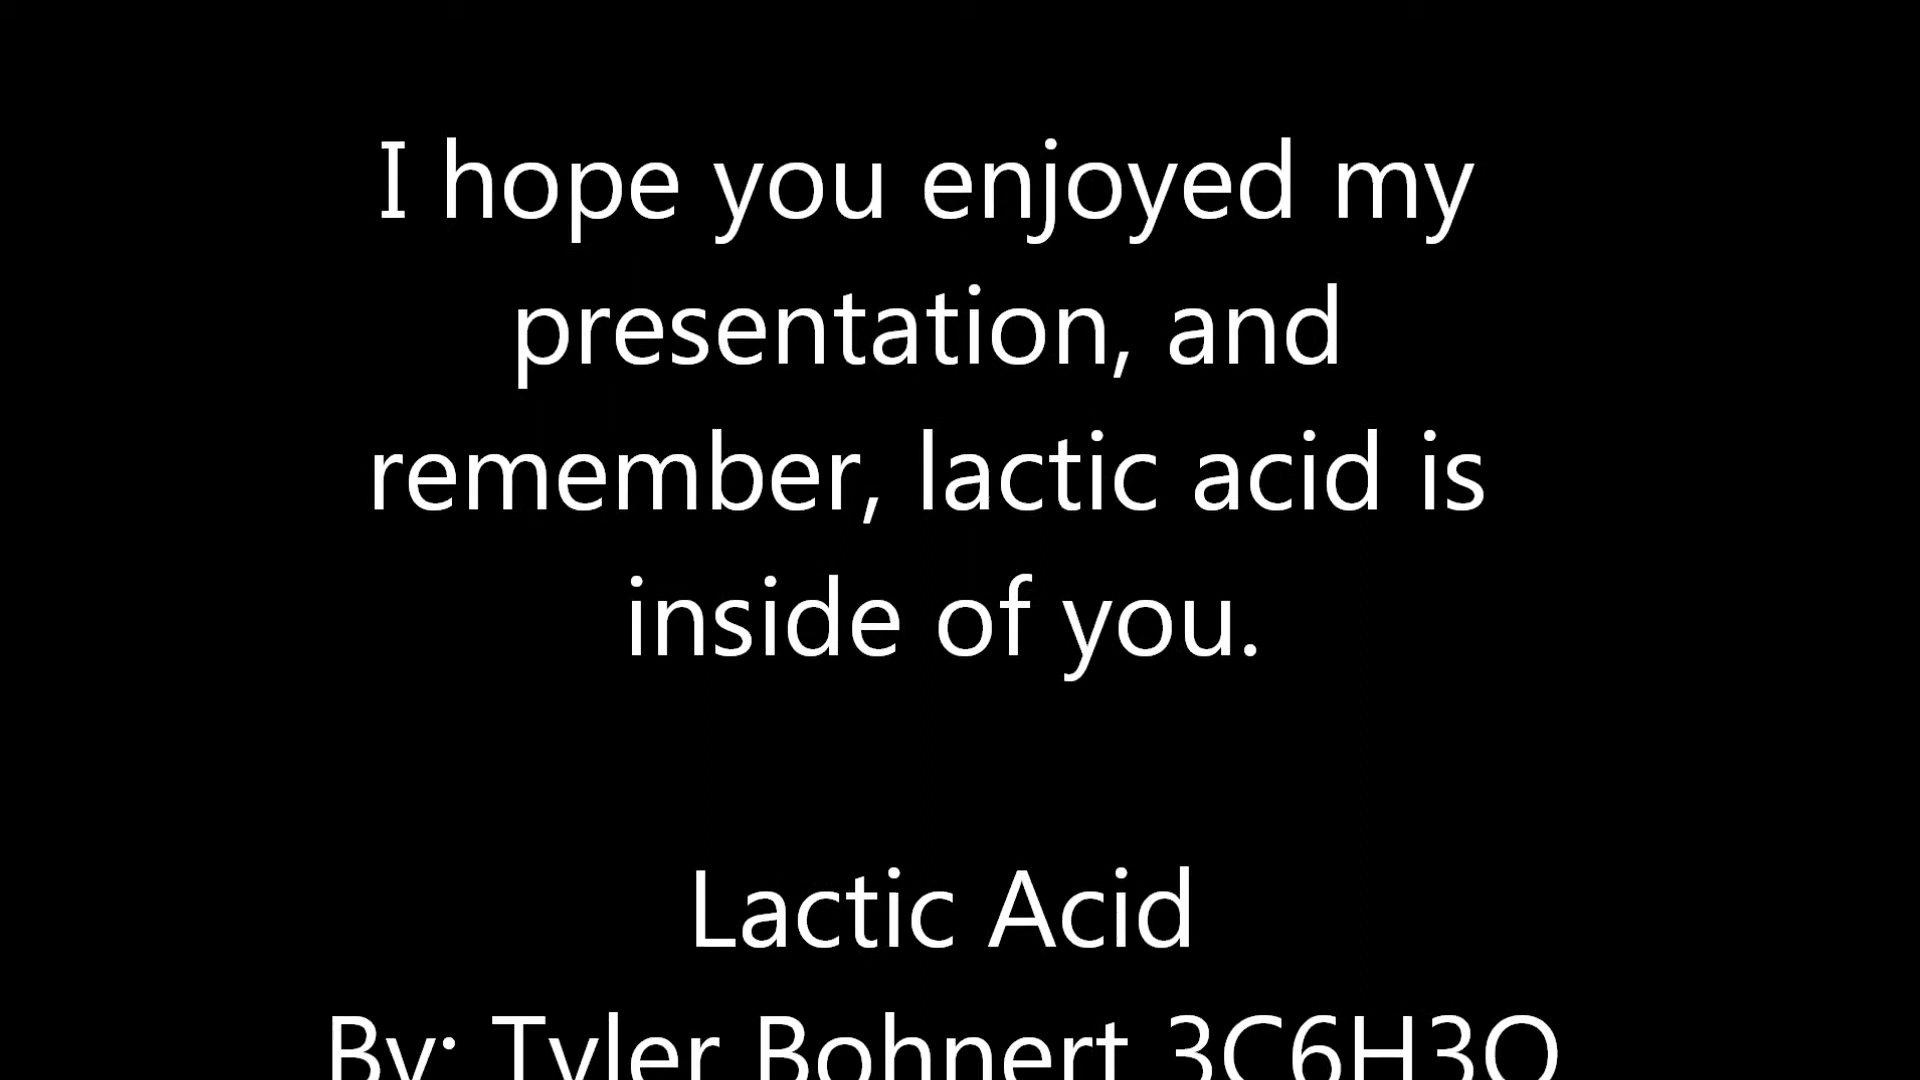 I hope you enjoyed my
presentation, and
remember, lactic acid is
inside of you.
Lactic Acid
By: Tyler Bohnert 3C6H3O